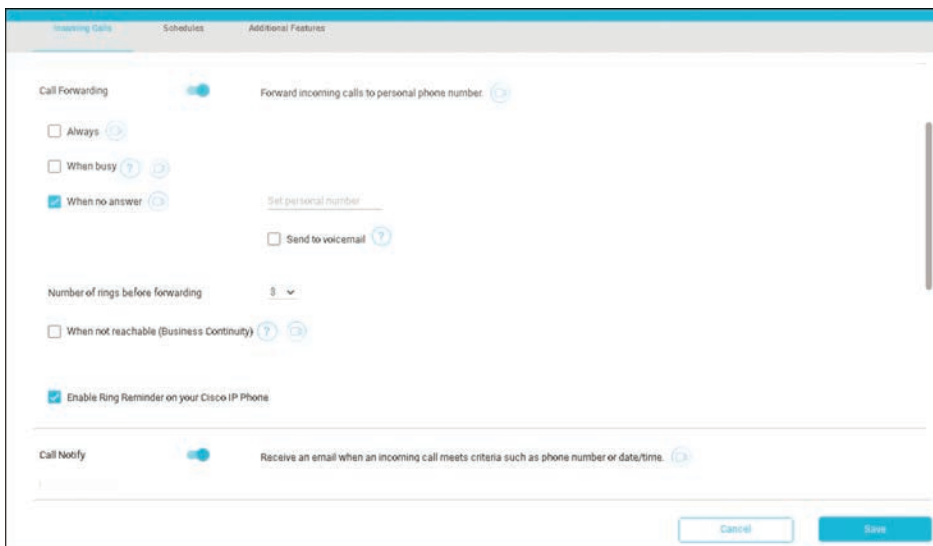 Incoming Calls Schedules Additional Features
Call Forwarding Forward incoming calls to personal phone number.
Always
When busy ?
When no answer Set personal number
Send to voicemail ?
Number of rings before forwarding 3
When not reachable (Business Continuity) ?
Enable Ring Reminder on your Cisco IP Phone
Call Notify Receive an email when an incoming call meets criteria such as phone number or date/time.
Cancel Save